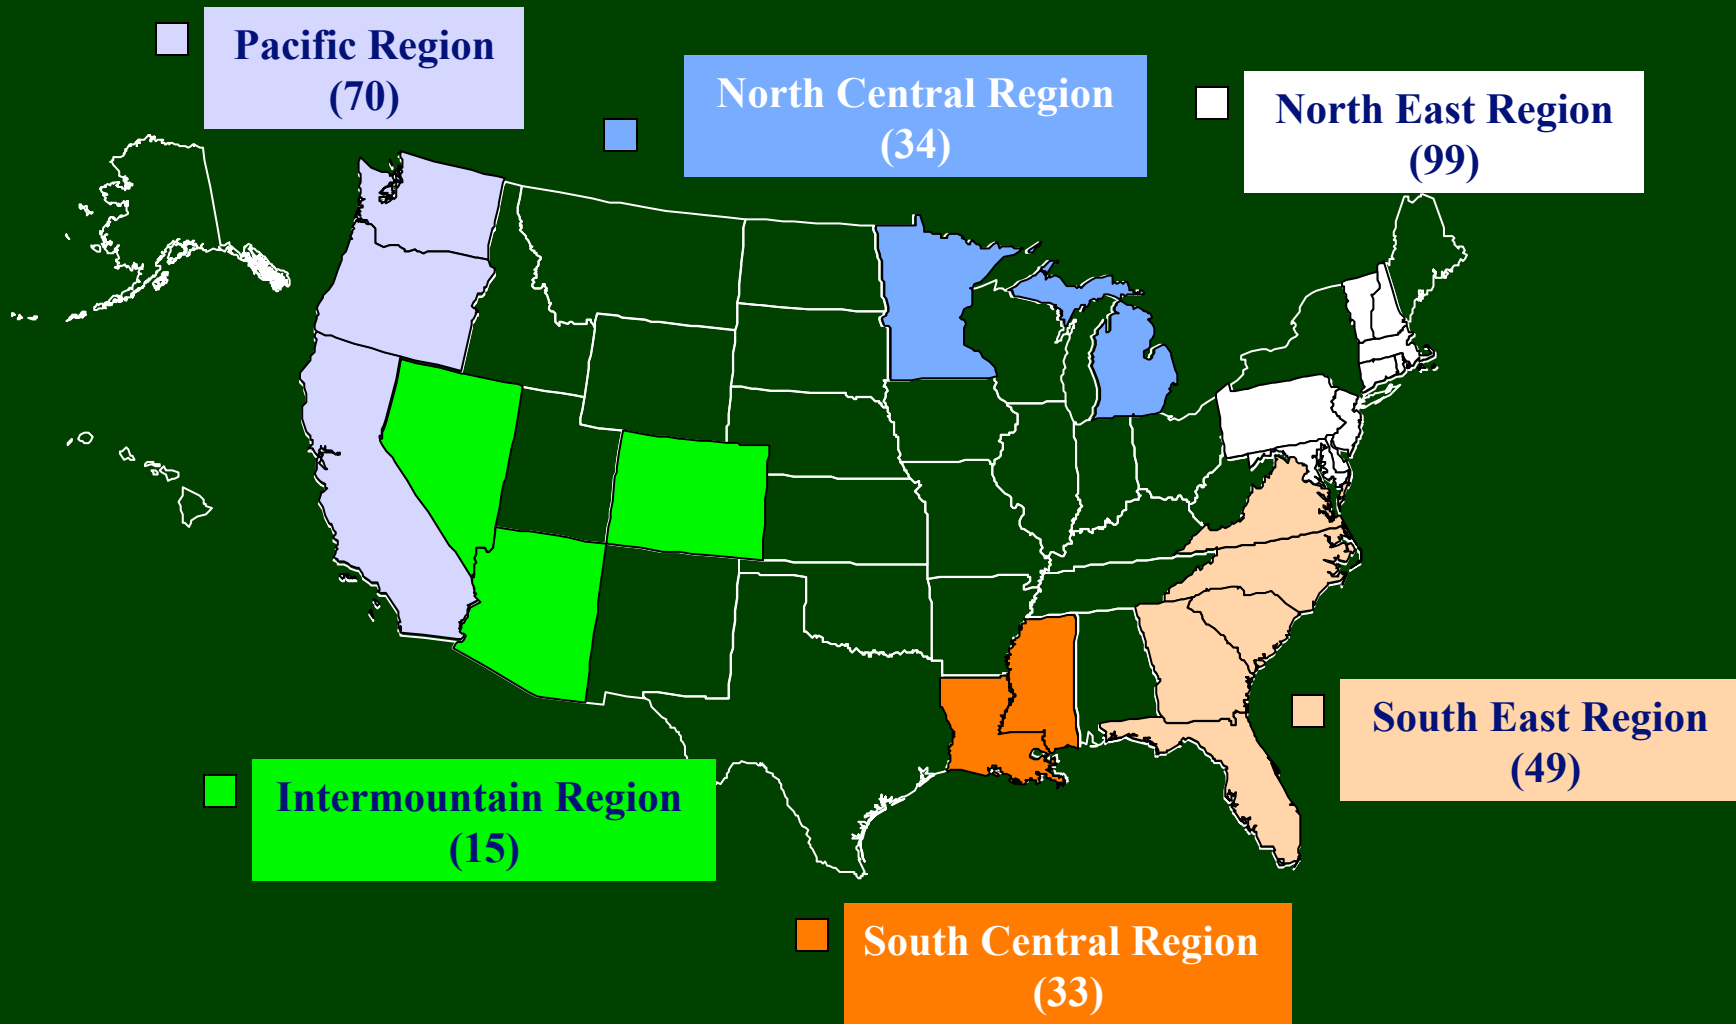 Pacific Region
(70)
North Central Region
(34)
North East Region
(99)
South East Region
(49)
Intermountain Region
(15)
South Central Region
(33)